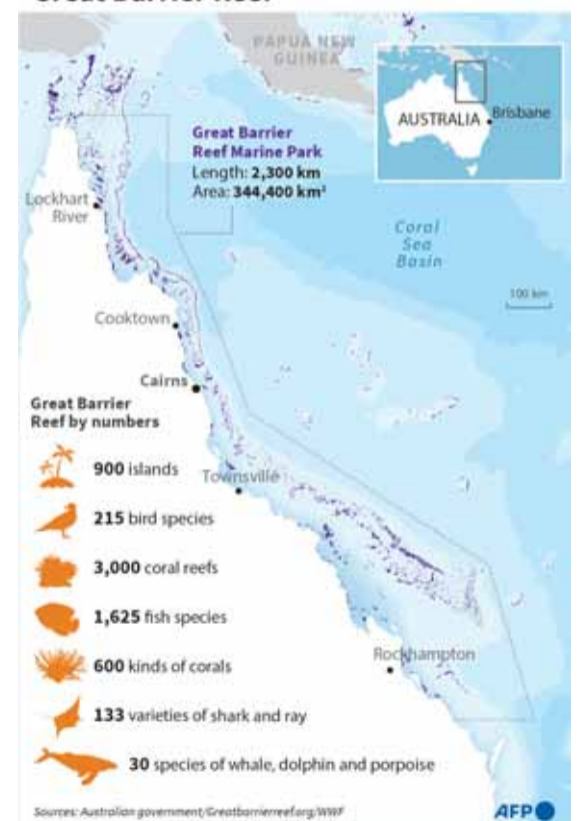 Great Barrier Reef
PAPUA NEW
GUINEA
AUSTRALIA
Brisbane
Great Barrier
Reef Marine Park
Length: 2,300 km
Area: 344,400 km²
Lockhart
River
Coral
Sea
Basin
100 km
Cooktown
Cairns
Great Barrier
Reef by numbers
900 islands
Townsville
215 bird species
3,000 coral reefs
1,625 fish species
600 kinds of corals
Rockhampton
133 varieties of shark and ray
30 species of whale, dolphin and porpoise
Sources: Australian government/Greatbarrierreef.org/WWF
AFP